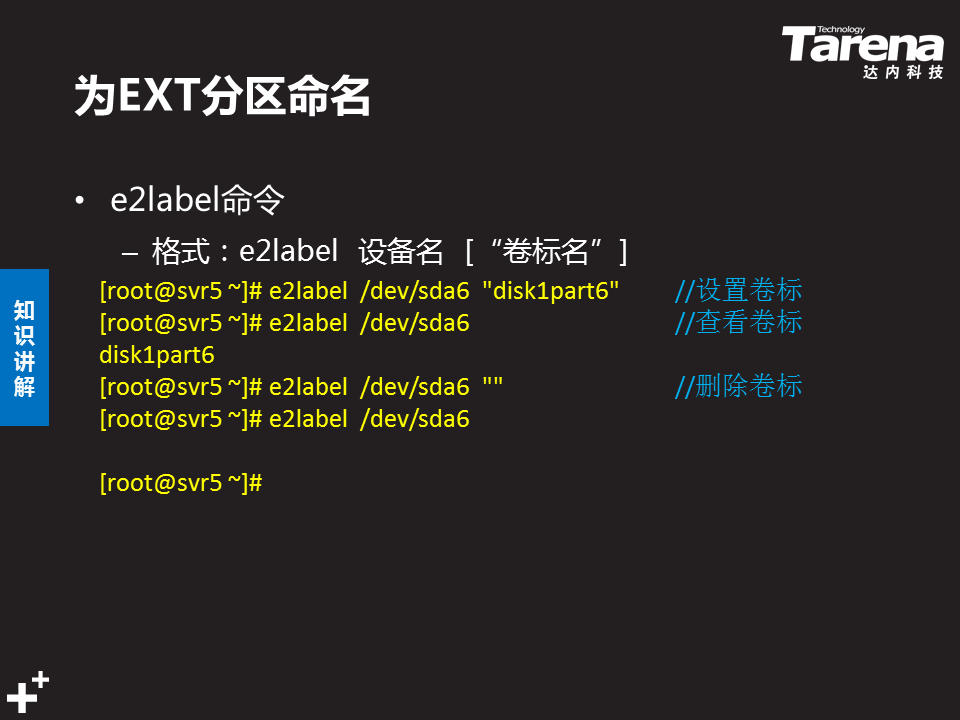 Technology
Tarena
达内科技
为EXT分区命名
• e2label命令
– 格式：e2label 设备名 [“卷标名”]
知识讲解
[root@svr5 ~]# e2label /dev/sda6 "disk1part6" //设置卷标
[root@svr5 ~]# e2label /dev/sda6 //查看卷标
disk1part6
[root@svr5 ~]# e2label /dev/sda6 "" //删除卷标
[root@svr5 ~]# e2label /dev/sda6
[root@svr5 ~]#